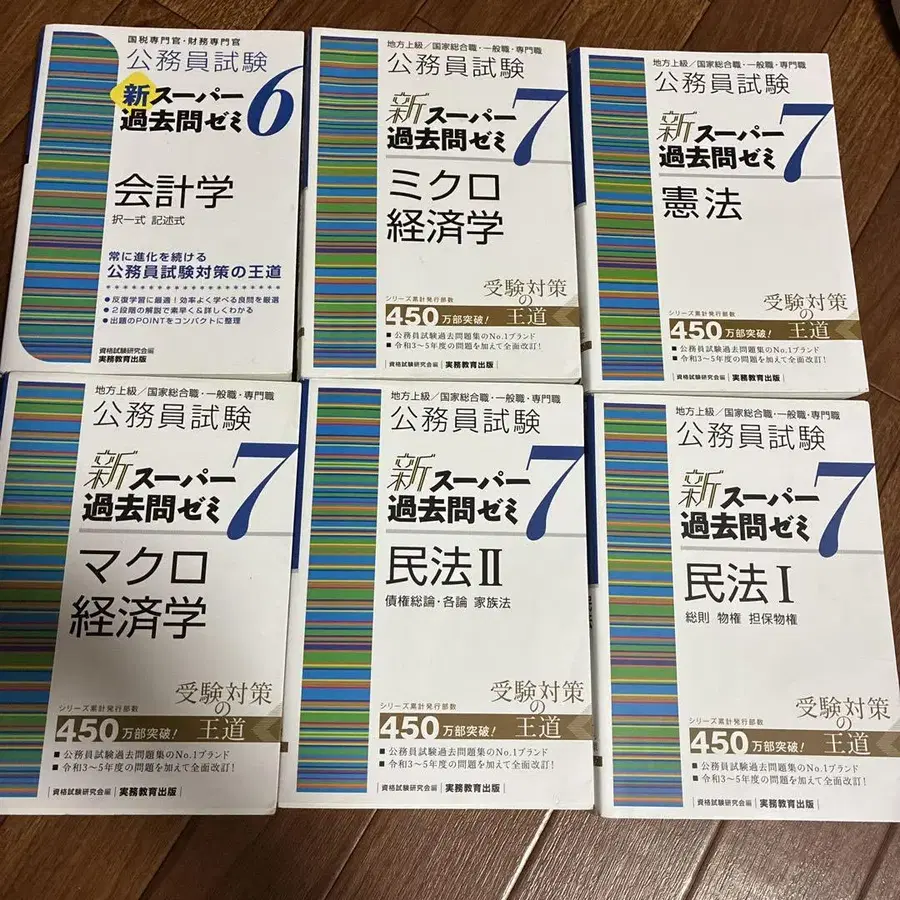 国税専門官・財務専門官
公務員試験
新スーパー
過去問ゼミ6
会計学
択一式 記述式
常に進化を続ける
公務員試験対策の王道
●反復学習に最適!効率よく学べる良問を厳選
●2段階の解説で素早く&詳しくわかる
●出題のPOINTをコンパクトに整理
資格試験研究会編
実務教育出版
地方上級/国家総合職・一般職・専門職
公務員試験
新スーパー
過去問ゼミ7
ミクロ
経済学
受験対策の
王道
シリーズ累計発行部数
450万部突破!
■公務員試験過去問題集のNo.1ブランド
■令和3~5年度の問題を加えて全面改訂!
|資格試験研究会編|実務教育出版|
地方上級/国家総合職・一般職・専門職
公務員試験
新スーパー
過去問ゼミ7
憲法
受験対策の
王道
シリーズ累計発行部数
450万部突破!
■公務員試験過去問題集のNo.1ブランド
■令和3~5年度の問題を加えて全面改訂!
|資格試験研究会編|実務教育出版|
地方上級/国家総合職・一般職・専門職
公務員試験
新スーパー
過去問ゼミ7
マクロ
経済学
受験対策の
王道
シリーズ累計発行部数
450万部突破!
■公務員試験過去問題集のNo.1ブランド
■令和3~5年度の問題を加えて全面改訂!
|資格試験研究会編|実務教育出版|
地方上級/国家総合職・一般職・専門職
公務員試験
新スーパー
過去問ゼミ7
民法Ⅱ
債権総論・各論 家族法
受験対策の
王道
シリーズ累計発行部数
450万部突破!
■公務員試験過去問題集のNo.1ブランド
■令和3~5年度の問題を加えて全面改訂!
|資格試験研究会編|実務教育出版|
地方上級/国家総合職・一般職・専門職
公務員試験
新スーパー
過去問ゼミ7
民法Ⅰ
総則 物権 担保物権
受験対策の
王道
シリーズ累計発行部数
450万部突破!
■公務員試験過去問題集のNo.1ブランド
■令和3~5年度の問題を加えて全面改訂!
|資格試験研究会編|実務教育出版|